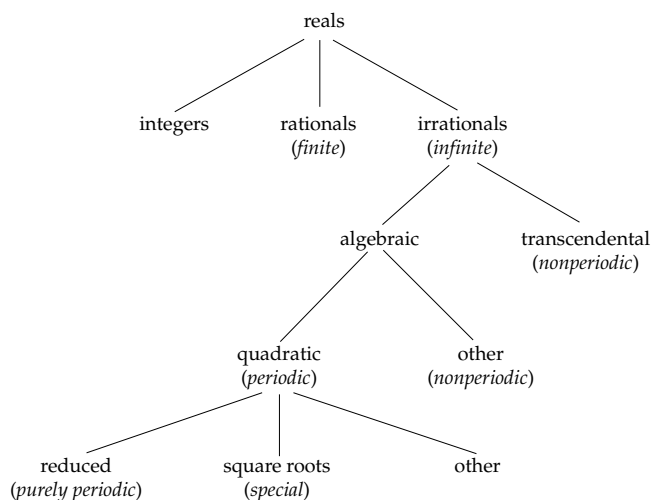 reals
integers rationals irrationals
(finite) (infinite)
algebraic transcendental
(nonperiodic)
quadratic other
(periodic) (nonperiodic)
reduced square roots other
(purely periodic) (special)